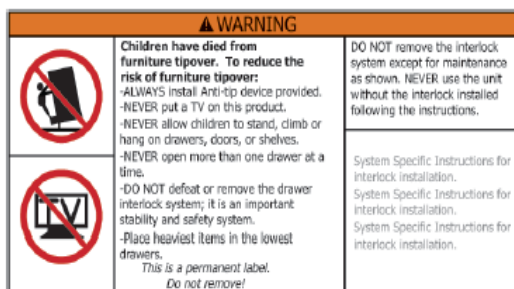 WARNING
Children have died from
furniture tipover. To reduce the
risk of furniture tipover:
-ALWAYS install Anti-tip device provided.
-NEVER put a TV on this product.
-NEVER allow children to stand, climb or
hang on drawers, doors, or shelves.
-NEVER open more than one drawer at a
time.
-DO NOT defeat or remove the drawer
interlock system; it is an important
stability and safety system.
-Place heaviest items in the lowest
drawers.
This is a permanent label.
Do not remove!
TV
DO NOT remove the interlock
system except for maintenance
as shown. NEVER use the unit
without the interlock installed
following the instructions.
System Specific Instructions for
interlock installation.
System Specific Instructions for
interlock installation.
System Specific Instructions for
interlock installation.